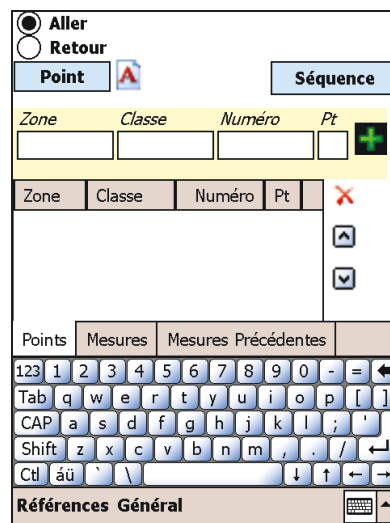 Aller
Retour
Point A Séquence
Zone Classe Numéro Pt
Zone Classe Numéro Pt
Points Mesures Mesures Précédentes
123 1 2 3 4 5 6 7 8 9 0 - = ←
Tab q w e r t y u i o p [ ]
CAP a s d f g h j k l ; '
Shift z x c v b n m , . / ↵
Ctl áü ` \ ↓ ↑ ← →
Références Général